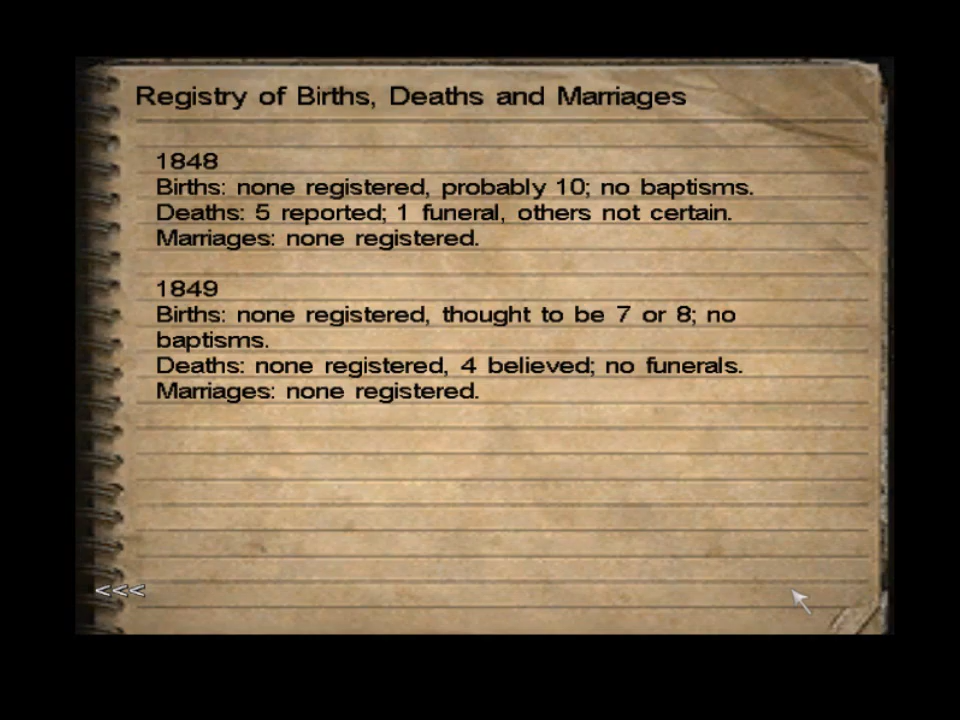 Registry of Births, Deaths and Marriages
1848
Births: none registered, probably 10; no baptisms.
Deaths: 5 reported; 1 funeral, others not certain.
Marriages: none registered.
1849
Births: none registered, thought to be 7 or 8; no
baptisms.
Deaths: none registered, 4 believed; no funerals.
Marriages: none registered.
<<<